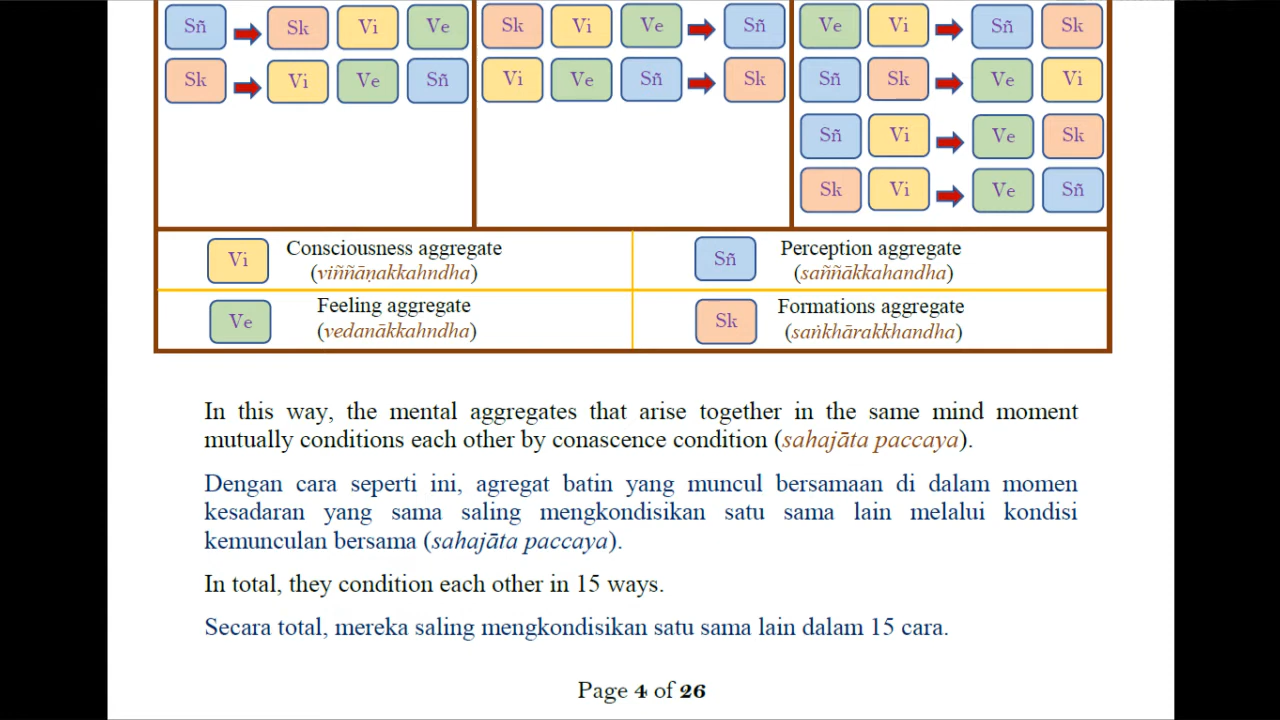 Sñ Sk Vi Ve Sk Vi Ve Sñ Ve Vi Sñ Sk
Sk Vi Ve Sñ Vi Ve Sñ Sk Sñ Sk Ve Vi
Sñ Vi Ve Sk
Sk Vi Ve Sñ
Vi Consciousness aggregate
(viññāṇakkahndha)
Sñ Perception aggregate
(saññākkahandha)
Ve Feeling aggregate
(vedanākkahndha)
Sk Formations aggregate
(saṅkhārakkhandha)
In this way, the mental aggregates that arise together in the same mind moment
mutually conditions each other by conascence condition (sahajāta paccaya).
Dengan cara seperti ini, agregat batin yang muncul bersamaan di dalam momen
kesadaran yang sama saling mengkondisikan satu sama lain melalui kondisi
kemunculan bersama (sahajāta paccaya).
In total, they condition each other in 15 ways.
Secara total, mereka saling mengkondisikan satu sama lain dalam 15 cara.
Page 4 of 26